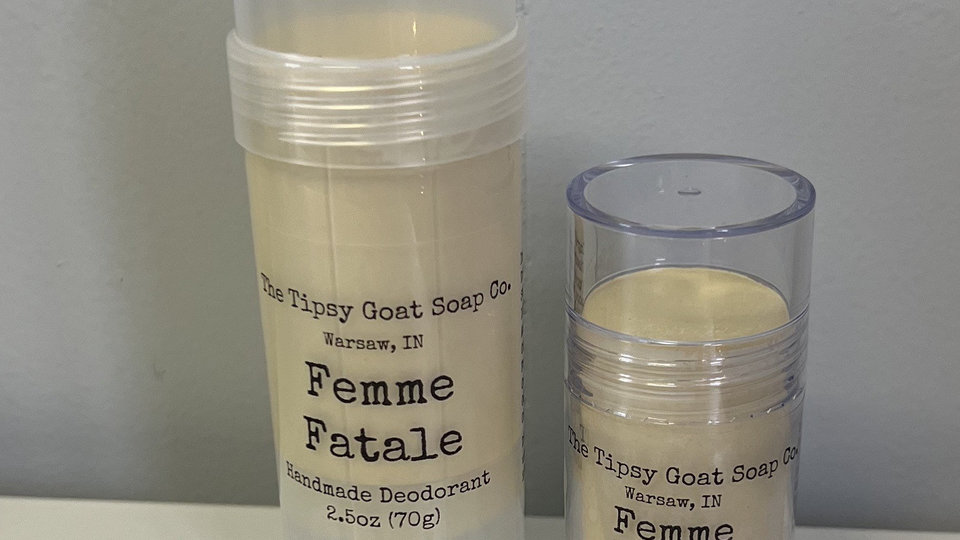 The Tipsy Goat Soap Co.
Warsaw, IN
Femme
Fatale
Handmade Deodorant
2.5oz (70g)
The Tipsy Goat Soap Co.
Warsaw, IN
Femme